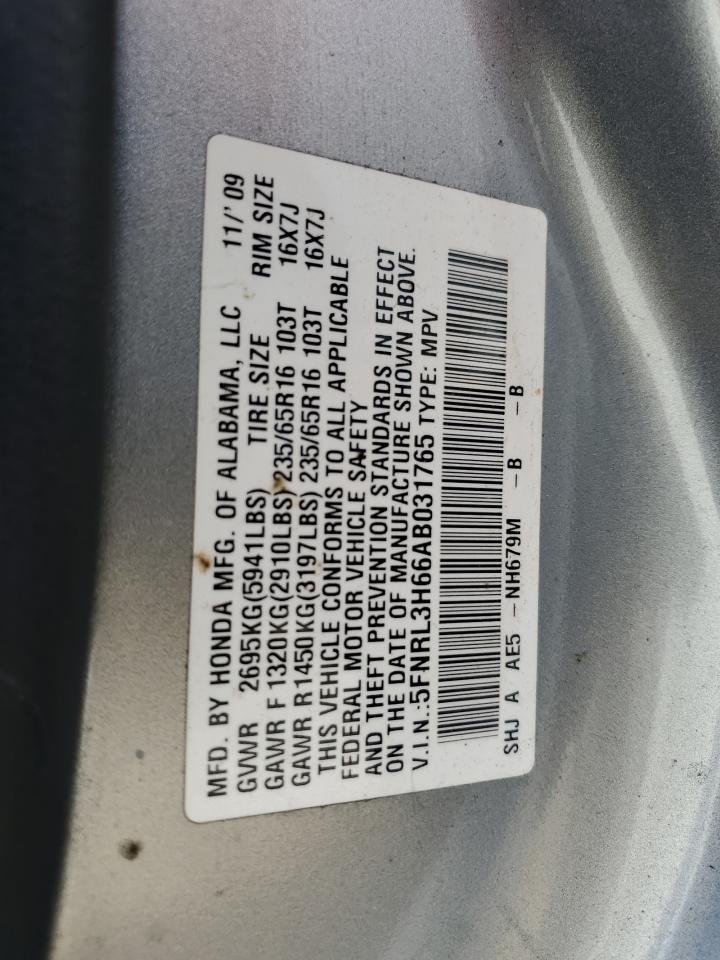 MFD. BY HONDA MFG. OF ALABAMA, LLC 11/' 09
GVWR 2695KG(5941LBS) TIRE SIZE RIM SIZE
GAWR F 1320KG(2910LBS) 235/65R16 103T 16X7J
GAWR R1450KG(3197LBS) 235/65R16 103T 16X7J
THIS VEHICLE CONFORMS TO ALL APPLICABLE
FEDERAL MOTOR VEHICLE SAFETY
AND THEFT PREVENTION STANDARDS IN EFFECT
ON THE DATE OF MANUFACTURE SHOWN ABOVE.
V.I.N.:5FNRL3H66AB031765 TYPE: MPV
SHJ A AE5 -NH679M -B -B